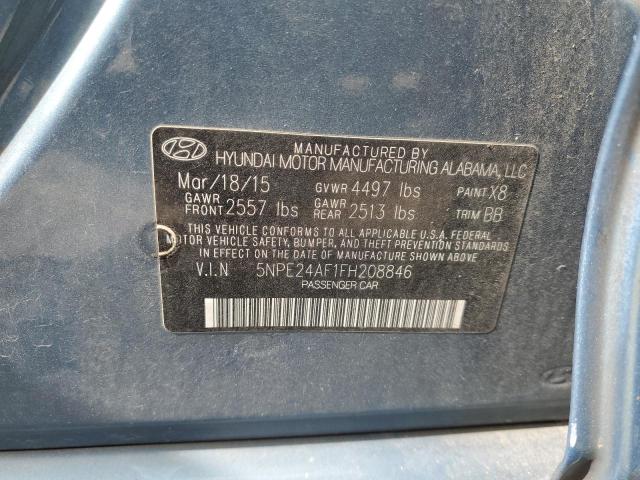 MANUFACTURED BY
HYUNDAI MOTOR MANUFACTURING ALABAMA, LLC
Mar/18/15 GVWR 4497 lbs PAINT X8
GAWR FRONT 2557 lbs GAWR REAR 2513 lbs TRIM BB
THIS VEHICLE CONFORMS TO ALL APPLICABLE U.S.A. FEDERAL
MOTOR VEHICLE SAFETY, BUMPER, AND THEFT PREVENTION STANDARDS
IN EFFECT ON THE DATE OF MANUFACTURE SHOWN ABOVE
V.I.N 5NPE24AF1FH208846
PASSENGER CAR